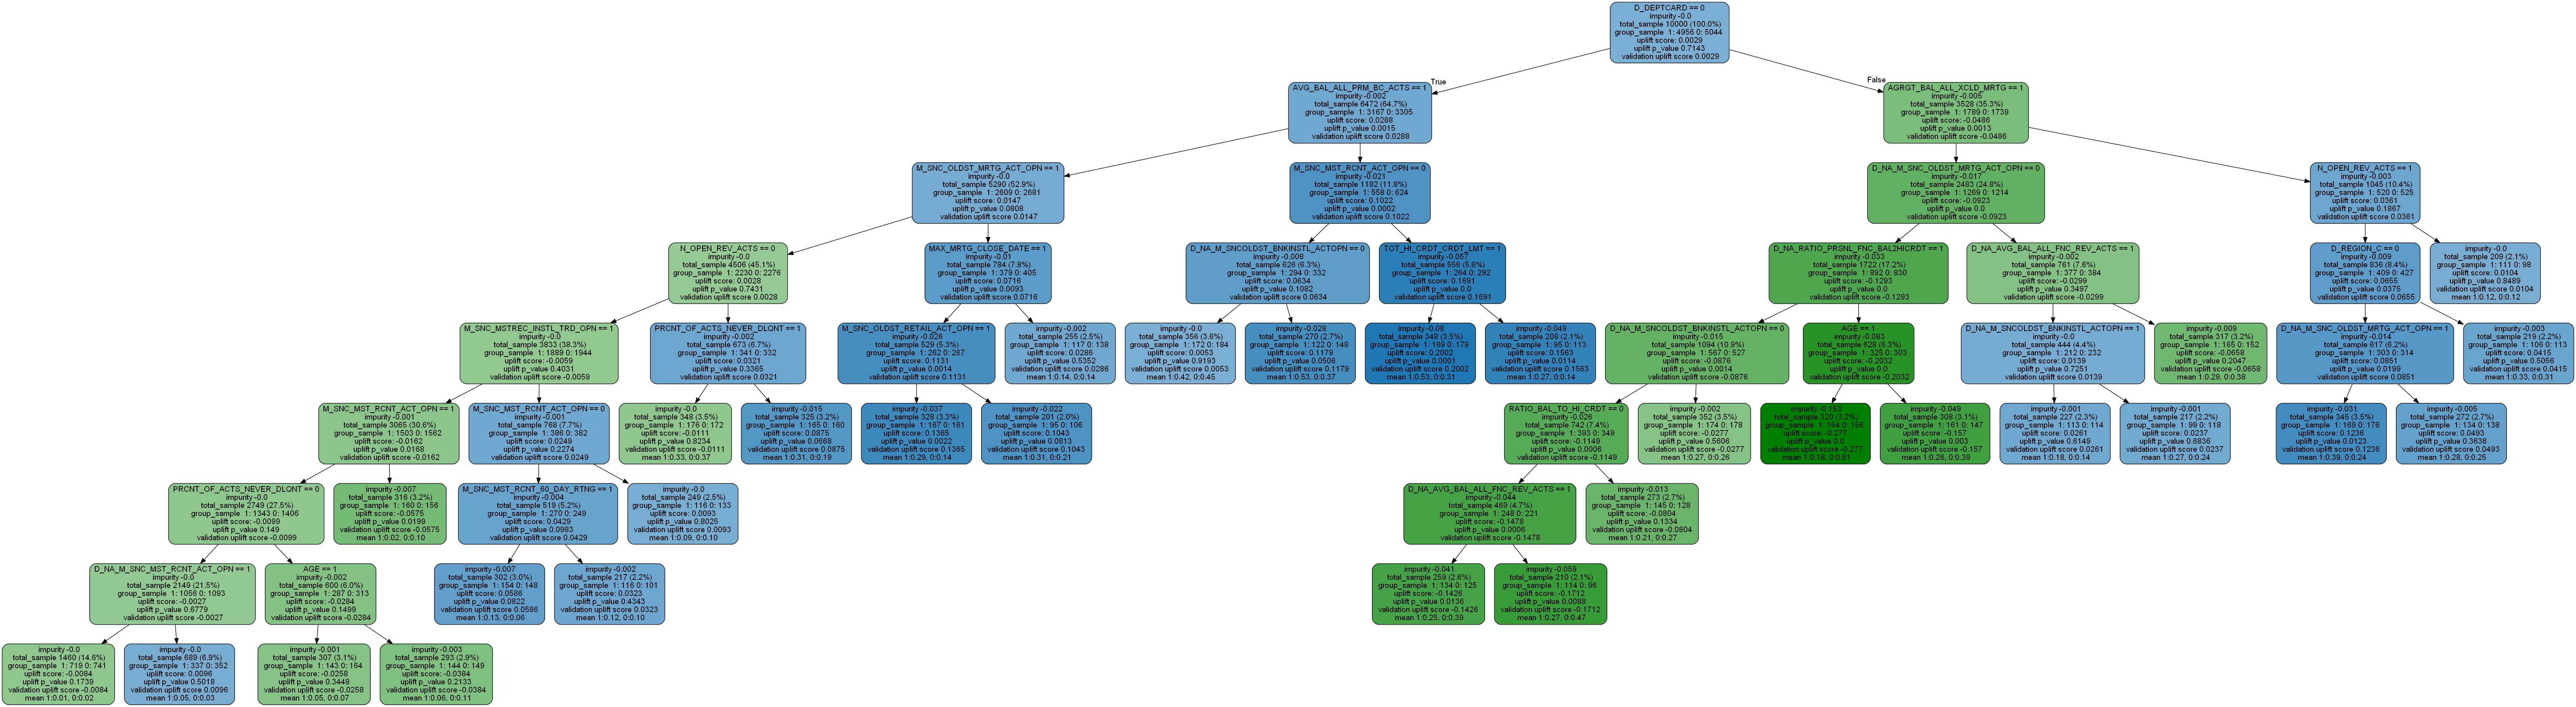 D_DEPTCARD == 0
impurity -0.0
total_sample 10000 (100.0%)
group_sample  1: 4956 0: 5044
uplift score: 0.0029
uplift p_value 0.7143
validation uplift score 0.0029
True
False
AVG_BAL_ALL_PRM_BC_ACTS == 1
impurity -0.002
total_sample 6472 (64.7%)
group_sample  1: 3167 0: 3305
uplift score: 0.0288
uplift p_value 0.0015
validation uplift score 0.0288
AGRGT_BAL_ALL_XCLD_MRTG == 1
impurity -0.005
total_sample 3528 (35.3%)
group_sample  1: 1789 0: 1739
uplift score: -0.0486
uplift p_value 0.0013
validation uplift score -0.0486
M_SNC_OLDST_MRTG_ACT_OPN == 1
impurity -0.0
total_sample 5290 (52.9%)
group_sample  1: 2609 0: 2681
uplift score: 0.0147
uplift p_value 0.0808
validation uplift score 0.0147
M_SNC_MST_RCNT_ACT_OPN == 0
impurity -0.021
total_sample 1182 (11.8%)
group_sample  1: 558 0: 624
uplift score: 0.1022
uplift p_value 0.0002
validation uplift score 0.1022
D_NA_M_SNC_OLDST_MRTG_ACT_OPN == 0
impurity -0.017
total_sample 2483 (24.8%)
group_sample  1: 1269 0: 1214
uplift score: -0.0923
uplift p_value 0.0
validation uplift score -0.0923
N_OPEN_REV_ACTS == 1
impurity -0.003
total_sample 1045 (10.4%)
group_sample  1: 520 0: 525
uplift score: 0.0361
uplift p_value 0.1867
validation uplift score 0.0361
N_OPEN_REV_ACTS == 0
impurity -0.0
total_sample 4506 (45.1%)
group_sample  1: 2230 0: 2276
uplift score: 0.0028
uplift p_value 0.7431
validation uplift score 0.0028
MAX_MRTG_CLOSE_DATE == 1
impurity -0.01
total_sample 784 (7.8%)
group_sample  1: 379 0: 405
uplift score: 0.0716
uplift p_value 0.0093
validation uplift score 0.0716
D_NA_M_SNCOLDST_BNKINSTL_ACTOPN == 0
impurity -0.008
total_sample 626 (6.3%)
group_sample  1: 294 0: 332
uplift score: 0.0634
uplift p_value 0.1082
validation uplift score 0.0634
TOT_HI_CRDT_CRDT_LMT == 1
impurity -0.057
total_sample 556 (5.6%)
group_sample  1: 264 0: 292
uplift score: 0.1691
uplift p_value 0.0
validation uplift score 0.1691
D_NA_RATIO_PRSNL_FNC_BAL2HICRDT == 1
impurity -0.033
total_sample 1722 (17.2%)
group_sample  1: 892 0: 830
uplift score: -0.1293
uplift p_value 0.0
validation uplift score -0.1293
D_NA_AVG_BAL_ALL_FNC_REV_ACTS == 1
impurity -0.002
total_sample 761 (7.6%)
group_sample  1: 377 0: 384
uplift score: -0.0299
uplift p_value 0.3497
validation uplift score -0.0299
D_REGION_C == 0
impurity -0.009
total_sample 836 (8.4%)
group_sample  1: 409 0: 427
uplift score: 0.0655
uplift p_value 0.0375
validation uplift score 0.0655
impurity -0.0
total_sample 209 (2.1%)
group_sample  1: 111 0: 98
uplift score: 0.0104
uplift p_value 0.8489
validation uplift score 0.0104
mean 1:0.12, 0:0.12
M_SNC_MSTREC_INSTL_TRD_OPN == 1
impurity -0.0
total_sample 3833 (38.3%)
group_sample  1: 1889 0: 1944
uplift score: -0.0059
uplift p_value 0.4031
validation uplift score -0.0059
PRCNT_OF_ACTS_NEVER_DLQNT == 1
impurity -0.002
total_sample 673 (6.7%)
group_sample  1: 341 0: 332
uplift score: 0.0321
uplift p_value 0.3365
validation uplift score 0.0321
M_SNC_OLDST_RETAIL_ACT_OPN == 1
impurity -0.026
total_sample 529 (5.3%)
group_sample  1: 262 0: 267
uplift score: 0.1131
uplift p_value 0.0014
validation uplift score 0.1131
impurity -0.002
total_sample 255 (2.5%)
group_sample  1: 117 0: 138
uplift score: 0.0286
uplift p_value 0.5352
validation uplift score 0.0286
mean 1:0.14, 0:0.14
impurity -0.0
total_sample 356 (3.6%)
group_sample  1: 172 0: 184
uplift score: 0.0053
uplift p_value 0.9193
validation uplift score 0.0053
mean 1:0.42, 0:0.45
impurity -0.028
total_sample 270 (2.7%)
group_sample  1: 122 0: 148
uplift score: 0.1179
uplift p_value 0.0506
validation uplift score 0.1179
mean 1:0.53, 0:0.37
impurity -0.08
total_sample 348 (3.5%)
group_sample  1: 169 0: 179
uplift score: 0.2002
uplift p_value 0.0001
validation uplift score 0.2002
mean 1:0.53, 0:0.31
impurity -0.049
total_sample 208 (2.1%)
group_sample  1: 95 0: 113
uplift score: 0.1563
uplift p_value 0.0114
validation uplift score 0.1563
mean 1:0.27, 0:0.14
D_NA_M_SNCOLDST_BNKINSTL_ACTOPN == 0
impurity -0.015
total_sample 1094 (10.9%)
group_sample  1: 567 0: 527
uplift score: -0.0876
uplift p_value 0.0014
validation uplift score -0.0876
AGE == 1
impurity -0.083
total_sample 628 (6.3%)
group_sample  1: 325 0: 303
uplift score: -0.2032
uplift p_value 0.0
validation uplift score -0.2032
D_NA_M_SNCOLDST_BNKINSTL_ACTOPN == 1
impurity -0.0
total_sample 444 (4.4%)
group_sample  1: 212 0: 232
uplift score: 0.0139
uplift p_value 0.7251
validation uplift score 0.0139
impurity -0.009
total_sample 317 (3.2%)
group_sample  1: 165 0: 152
uplift score: -0.0658
uplift p_value 0.2047
validation uplift score -0.0658
mean 1:0.29, 0:0.38
D_NA_M_SNC_OLDST_MRTG_ACT_OPN == 1
impurity -0.014
total_sample 617 (6.2%)
group_sample  1: 303 0: 314
uplift score: 0.0851
uplift p_value 0.0199
validation uplift score 0.0851
impurity -0.003
total_sample 219 (2.2%)
group_sample  1: 106 0: 113
uplift score: 0.0415
uplift p_value 0.5056
validation uplift score 0.0415
mean 1:0.33, 0:0.31
M_SNC_MST_RCNT_ACT_OPN == 1
impurity -0.001
total_sample 3065 (30.6%)
group_sample  1: 1503 0: 1562
uplift score: -0.0162
uplift p_value 0.0168
validation uplift score -0.0162
M_SNC_MST_RCNT_ACT_OPN == 0
impurity -0.001
total_sample 768 (7.7%)
group_sample  1: 386 0: 382
uplift score: 0.0249
uplift p_value 0.2274
validation uplift score 0.0249
impurity -0.0
total_sample 348 (3.5%)
group_sample  1: 176 0: 172
uplift score: -0.0111
uplift p_value 0.8234
validation uplift score -0.0111
mean 1:0.33, 0:0.37
impurity -0.015
total_sample 325 (3.2%)
group_sample  1: 165 0: 160
uplift score: 0.0875
uplift p_value 0.0668
validation uplift score 0.0875
mean 1:0.31, 0:0.19
impurity -0.037
total_sample 328 (3.3%)
group_sample  1: 167 0: 161
uplift score: 0.1365
uplift p_value 0.0022
validation uplift score 0.1365
mean 1:0.29, 0:0.14
impurity -0.022
total_sample 201 (2.0%)
group_sample  1: 95 0: 106
uplift score: 0.1043
uplift p_value 0.0813
validation uplift score 0.1043
mean 1:0.31, 0:0.21
RATIO_BAL_TO_HI_CRDT == 0
impurity -0.026
total_sample 742 (7.4%)
group_sample  1: 393 0: 349
uplift score: -0.1149
uplift p_value 0.0006
validation uplift score -0.1149
impurity -0.002
total_sample 352 (3.5%)
group_sample  1: 174 0: 178
uplift score: -0.0277
uplift p_value 0.5606
validation uplift score -0.0277
mean 1:0.27, 0:0.26
impurity -0.153
total_sample 320 (3.2%)
group_sample  1: 164 0: 156
uplift score: -0.277
uplift p_value 0.0
validation uplift score -0.277
mean 1:0.18, 0:0.51
impurity -0.049
total_sample 308 (3.1%)
group_sample  1: 161 0: 147
uplift score: -0.157
uplift p_value 0.003
validation uplift score -0.157
mean 1:0.26, 0:0.39
impurity -0.001
total_sample 227 (2.3%)
group_sample  1: 113 0: 114
uplift score: 0.0261
uplift p_value 0.6149
validation uplift score 0.0261
mean 1:0.18, 0:0.14
impurity -0.001
total_sample 217 (2.2%)
group_sample  1: 99 0: 118
uplift score: 0.0237
uplift p_value 0.6836
validation uplift score 0.0237
mean 1:0.27, 0:0.24
impurity -0.031
total_sample 345 (3.5%)
group_sample  1: 169 0: 176
uplift score: 0.1236
uplift p_value 0.0123
validation uplift score 0.1236
mean 1:0.39, 0:0.24
impurity -0.005
total_sample 272 (2.7%)
group_sample  1: 134 0: 138
uplift score: 0.0493
uplift p_value 0.3638
validation uplift score 0.0493
mean 1:0.28, 0:0.25
PRCNT_OF_ACTS_NEVER_DLQNT == 0
impurity -0.0
total_sample 2749 (27.5%)
group_sample  1: 1343 0: 1406
uplift score: -0.0099
uplift p_value 0.149
validation uplift score -0.0099
impurity -0.007
total_sample 316 (3.2%)
group_sample  1: 160 0: 156
uplift score: -0.0575
uplift p_value 0.0199
validation uplift score -0.0575
mean 1:0.02, 0:0.10
M_SNC_MST_RCNT_60_DAY_RTNG == 1
impurity -0.004
total_sample 519 (5.2%)
group_sample  1: 270 0: 249
uplift score: 0.0429
uplift p_value 0.0983
validation uplift score 0.0429
impurity -0.0
total_sample 249 (2.5%)
group_sample  1: 116 0: 133
uplift score: 0.0093
uplift p_value 0.8025
validation uplift score 0.0093
mean 1:0.09, 0:0.10
D_NA_AVG_BAL_ALL_FNC_REV_ACTS == 1
impurity -0.044
total_sample 469 (4.7%)
group_sample  1: 248 0: 221
uplift score: -0.1478
uplift p_value 0.0006
validation uplift score -0.1478
impurity -0.013
total_sample 273 (2.7%)
group_sample  1: 145 0: 128
uplift score: -0.0804
uplift p_value 0.1334
validation uplift score -0.0804
mean 1:0.21, 0:0.27
D_NA_M_SNC_MST_RCNT_ACT_OPN == 1
impurity -0.0
total_sample 2149 (21.5%)
group_sample  1: 1056 0: 1093
uplift score: -0.0027
uplift p_value 0.6779
validation uplift score -0.0027
AGE == 1
impurity -0.002
total_sample 600 (6.0%)
group_sample  1: 287 0: 313
uplift score: -0.0284
uplift p_value 0.1499
validation uplift score -0.0284
impurity -0.007
total_sample 302 (3.0%)
group_sample  1: 154 0: 148
uplift score: 0.0586
uplift p_value 0.0822
validation uplift score 0.0586
mean 1:0.13, 0:0.06
impurity -0.002
total_sample 217 (2.2%)
group_sample  1: 116 0: 101
uplift score: 0.0323
uplift p_value 0.4343
validation uplift score 0.0323
mean 1:0.12, 0:0.10
impurity -0.041
total_sample 259 (2.6%)
group_sample  1: 134 0: 125
uplift score: -0.1426
uplift p_value 0.0136
validation uplift score -0.1426
mean 1:0.25, 0:0.39
impurity -0.059
total_sample 210 (2.1%)
group_sample  1: 114 0: 96
uplift score: -0.1712
uplift p_value 0.0088
validation uplift score -0.1712
mean 1:0.27, 0:0.47
impurity -0.0
total_sample 1460 (14.6%)
group_sample  1: 719 0: 741
uplift score: -0.0084
uplift p_value 0.1739
validation uplift score -0.0084
mean 1:0.01, 0:0.02
impurity -0.0
total_sample 689 (6.9%)
group_sample  1: 337 0: 352
uplift score: 0.0096
uplift p_value 0.5018
validation uplift score 0.0096
mean 1:0.05, 0:0.03
impurity -0.001
total_sample 307 (3.1%)
group_sample  1: 143 0: 164
uplift score: -0.0258
uplift p_value 0.3448
validation uplift score -0.0258
mean 1:0.05, 0:0.07
impurity -0.003
total_sample 293 (2.9%)
group_sample  1: 144 0: 149
uplift score: -0.0384
uplift p_value 0.2133
validation uplift score -0.0384
mean 1:0.06, 0:0.11